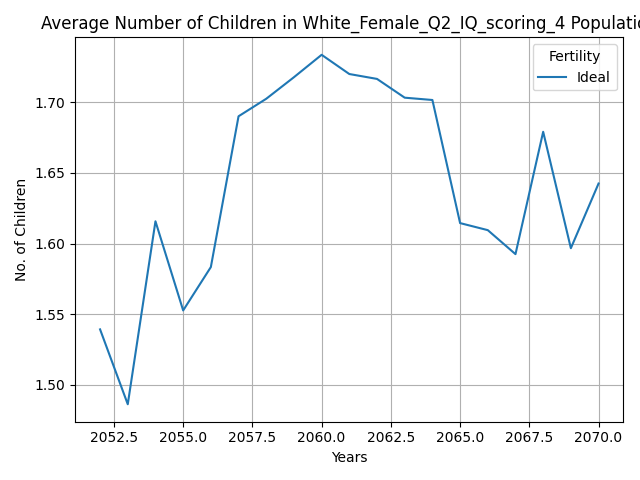 Average Number of Children in White_Female_Q2_IQ_scoring_4 Populatio
Fertility
Ideal
1.70
1.65
1.60
1.55
1.50
No. of Children
2052.5 2055.0 2057.5 2060.0 2062.5 2065.0 2067.5 2070.0
Years